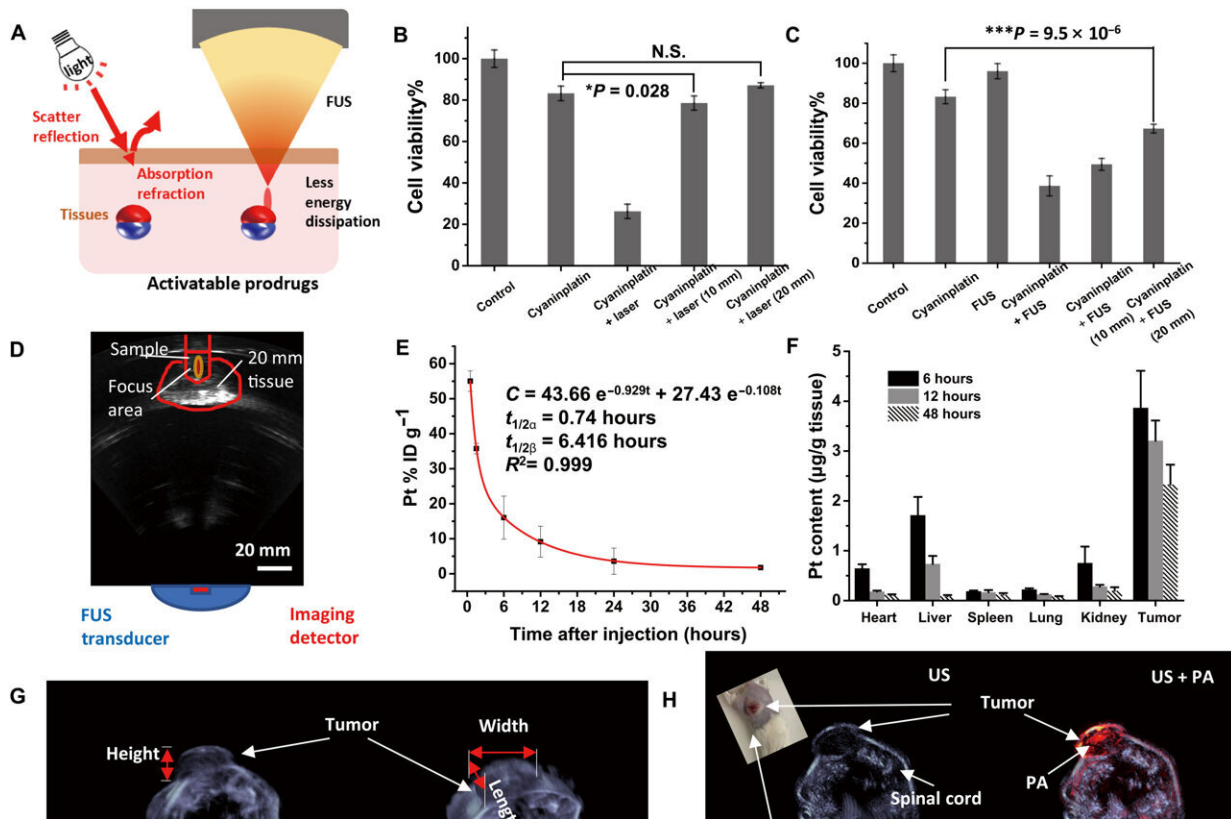 A
light
Scatter
reflection
FUS
Absorption
refraction
Tissues
Less
energy
dissipation
Activatable prodrugs
B
Cell viability%
100
80
60
40
20
0
N.S.
*P = 0.028
Control
Cyaninplatin
Cyaninplatin
+ laser
Cyaninplatin
+ laser (10 mm)
Cyaninplatin
+ laser (20 mm)
C
Cell viability%
100
80
60
40
20
0
***P = 9.5 × 10⁻⁶
Control
Cyaninplatin
FUS
Cyaninplatin
+ FUS
Cyaninplatin
+ FUS
(10 mm)
Cyaninplatin
+ FUS
(20 mm)
D
Sample
Focus
area
20 mm
tissue
20 mm
FUS
transducer
Imaging
detector
E
Pt % ID g⁻¹
60
50
40
30
20
10
0
C = 43.66 e^−0.929t + 27.43 e^−0.108t
t1/2α = 0.74 hours
t1/2β = 6.416 hours
R² = 0.999
0 6 12 18 24 30 36 42 48
Time after injection (hours)
F
Pt content (μg/g tissue)
5
4
3
2
1
0
6 hours
12 hours
48 hours
Heart Liver Spleen Lung Kidney Tumor
G
Height
Tumor
Width
Length
H
US
US + PA
Tumor
PA
Spinal cord